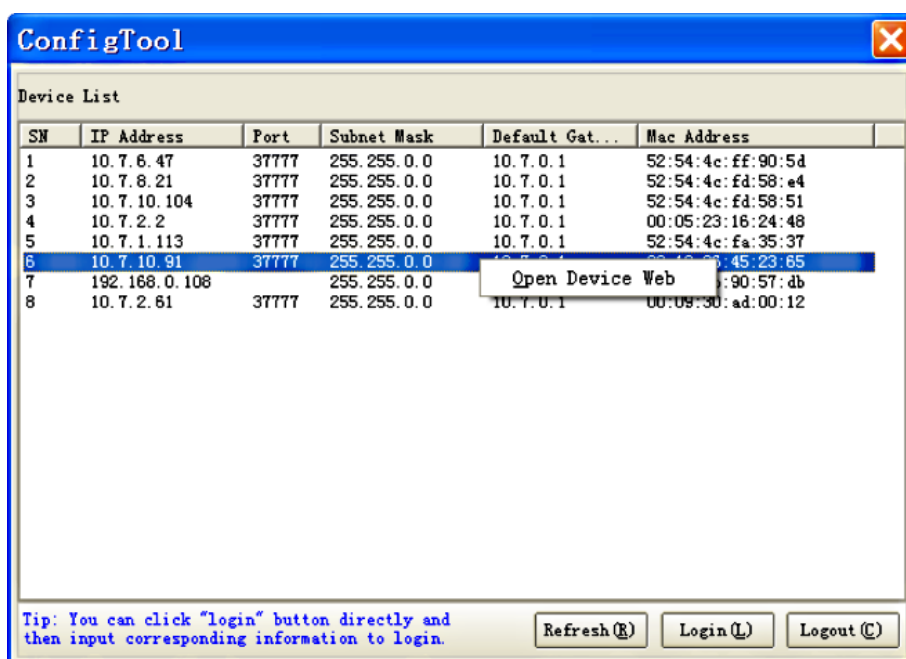 ConfigTool
Device List
SN IP Address Port Subnet Mask Default Gat... Mac Address
1 10.7.6.47 37777 255.255.0.0 10.7.0.1 52:54:4c:ff:90:5d
2 10.7.8.21 37777 255.255.0.0 10.7.0.1 52:54:4c:fd:58:e4
3 10.7.10.104 37777 255.255.0.0 10.7.0.1 52:54:4c:fd:58:51
4 10.7.2.2 37777 255.255.0.0 10.7.0.1 00:05:23:16:24:48
5 10.7.1.113 37777 255.255.0.0 10.7.0.1 52:54:4c:fa:35:37
6 10.7.10.91 37777 255.255.0.0 :45:23:65
Open Device Web
7 192.168.0.108 255.255.0.0 :90:57:db
8 10.7.2.61 37777 255.255.0.0 10.7.0.1 00:09:30:ad:00:12
Tip: You can click "login" button directly and
then input corresponding information to login.
Refresh(R) Login(L) Logout(C)